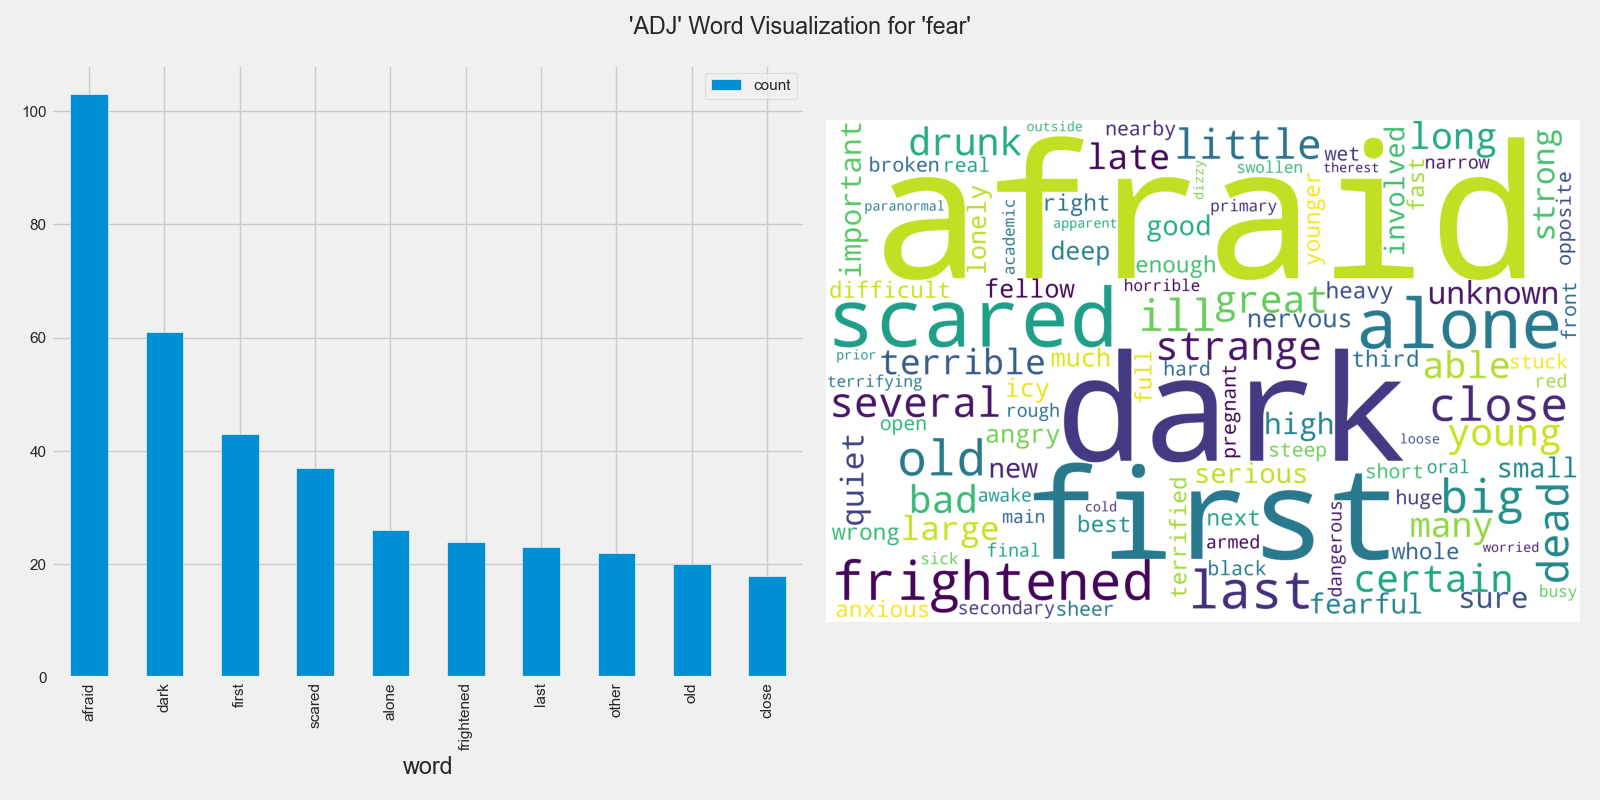 'ADJ' Word Visualization for 'fear'
count
100
80
60
40
20
0
afraid
dark
first
scared
alone
frightened
last
other
old
close
word
outside
nearby
drunk
little
long
important
late
wet
involved
fast
strong
broken
real
swollen
therest
narrow
dizzy
afraid
paranormal
lonely
academic
right
primary
younger
opposite
apparent
good
deep
enough
difficult
fellow
horrible
heavy
unknown
front
scared
ill
great
nervous
alone
prior
terrible
much
strange
third
able
stuck
full
hard
terrifying
icy
dark
red
several
rough
pregnant
close
open
angry
high
loose
young
quiet
old
new
steep
serious
short
oral
small
bad
awake
first
huge
big
dead
cold
main
best
terrified
next
many
wrong
large
dangerous
armed
whole
worried
final
sick
black
frightened
last
certain
busy
anxious
secondary
sheer
fearful
sure